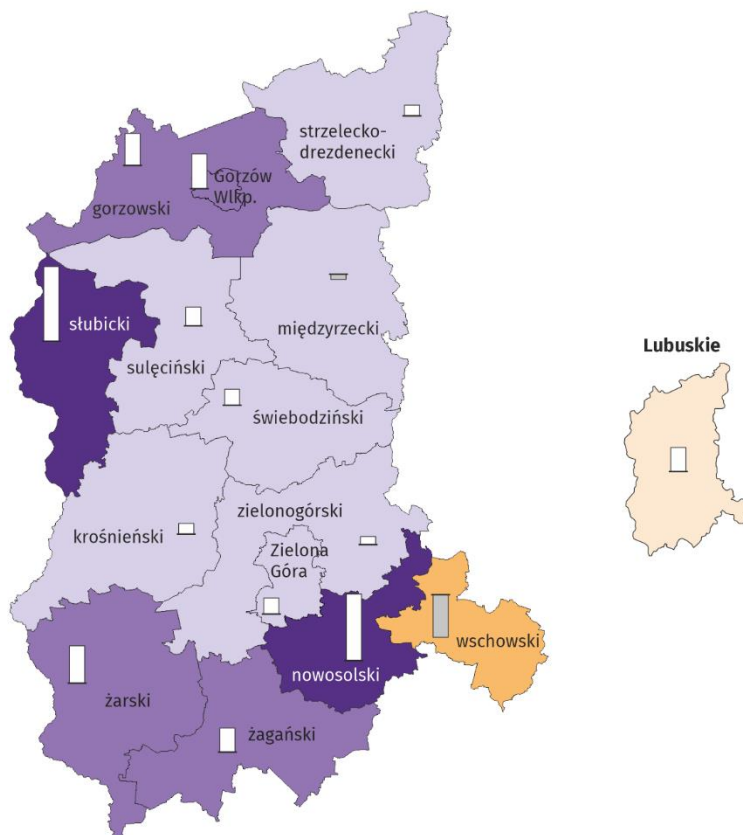 strzelecko-
drezdenecki
Gorzów
Wlkp.
gorzowski
słubicki
międzyrzecki
sulęciński
Lubuskie
świebodziński
zielonogórski
krośnieński
Zielona
Góra
wschowski
nowosolski
żarski
żagański